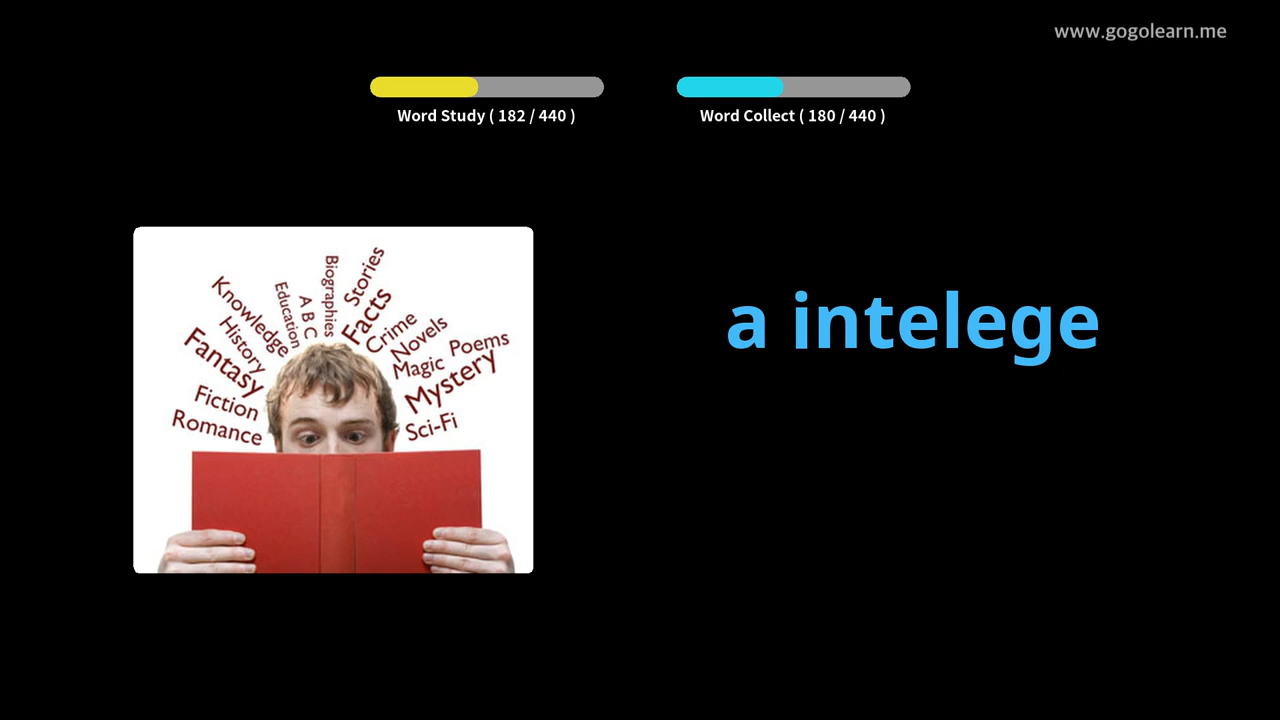 www.gogolearn.me
Word Study ( 182 / 440 )
Word Collect ( 180 / 440 )
Knowledge
Education
A B C
Biographies
Stories
Facts
Crime
Novels
Poems
History
Fantasy
Magic
Mystery
Fiction
Romance
Sci-Fi
a intelege